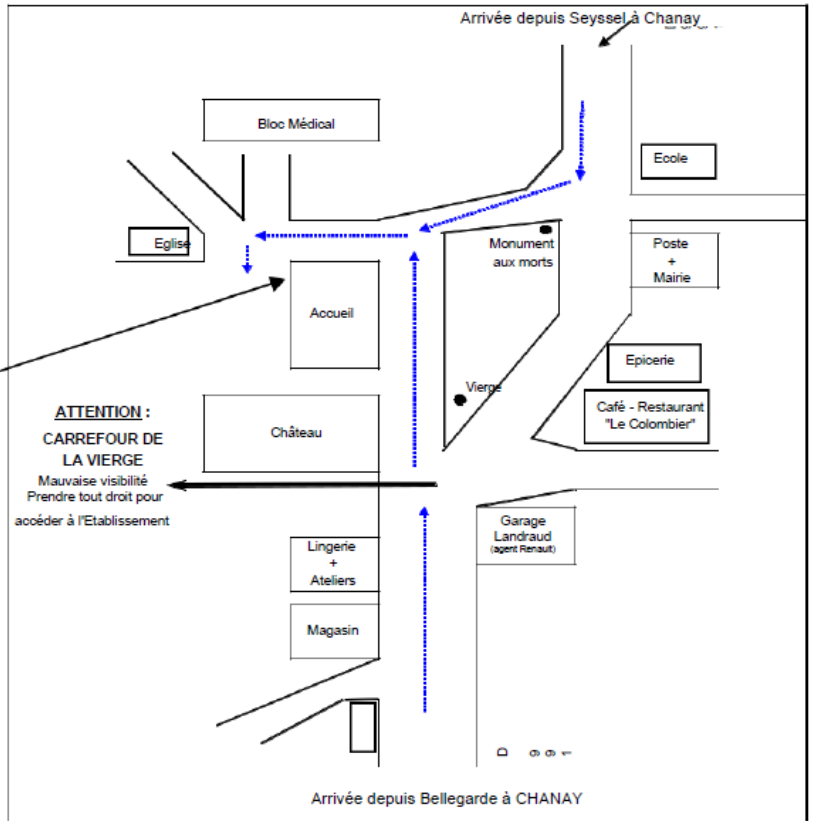 Arrivée depuis Seyssel à Chanay
Bloc Médical
Ecole
Eglise
Monument
aux morts
Poste
+
Mairie
Accueil
Epicerie
Vierge
Café - Restaurant
"Le Colombier"
ATTENTION :
CARREFOUR DE
LA VIERGE
Mauvaise visibilité
Prendre tout droit pour
accéder à l'Etablissement
Château
Garage
Landraud
(agent Renault)
Lingerie
+
Ateliers
Magasin
D 991
Arrivée depuis Bellegarde à CHANAY